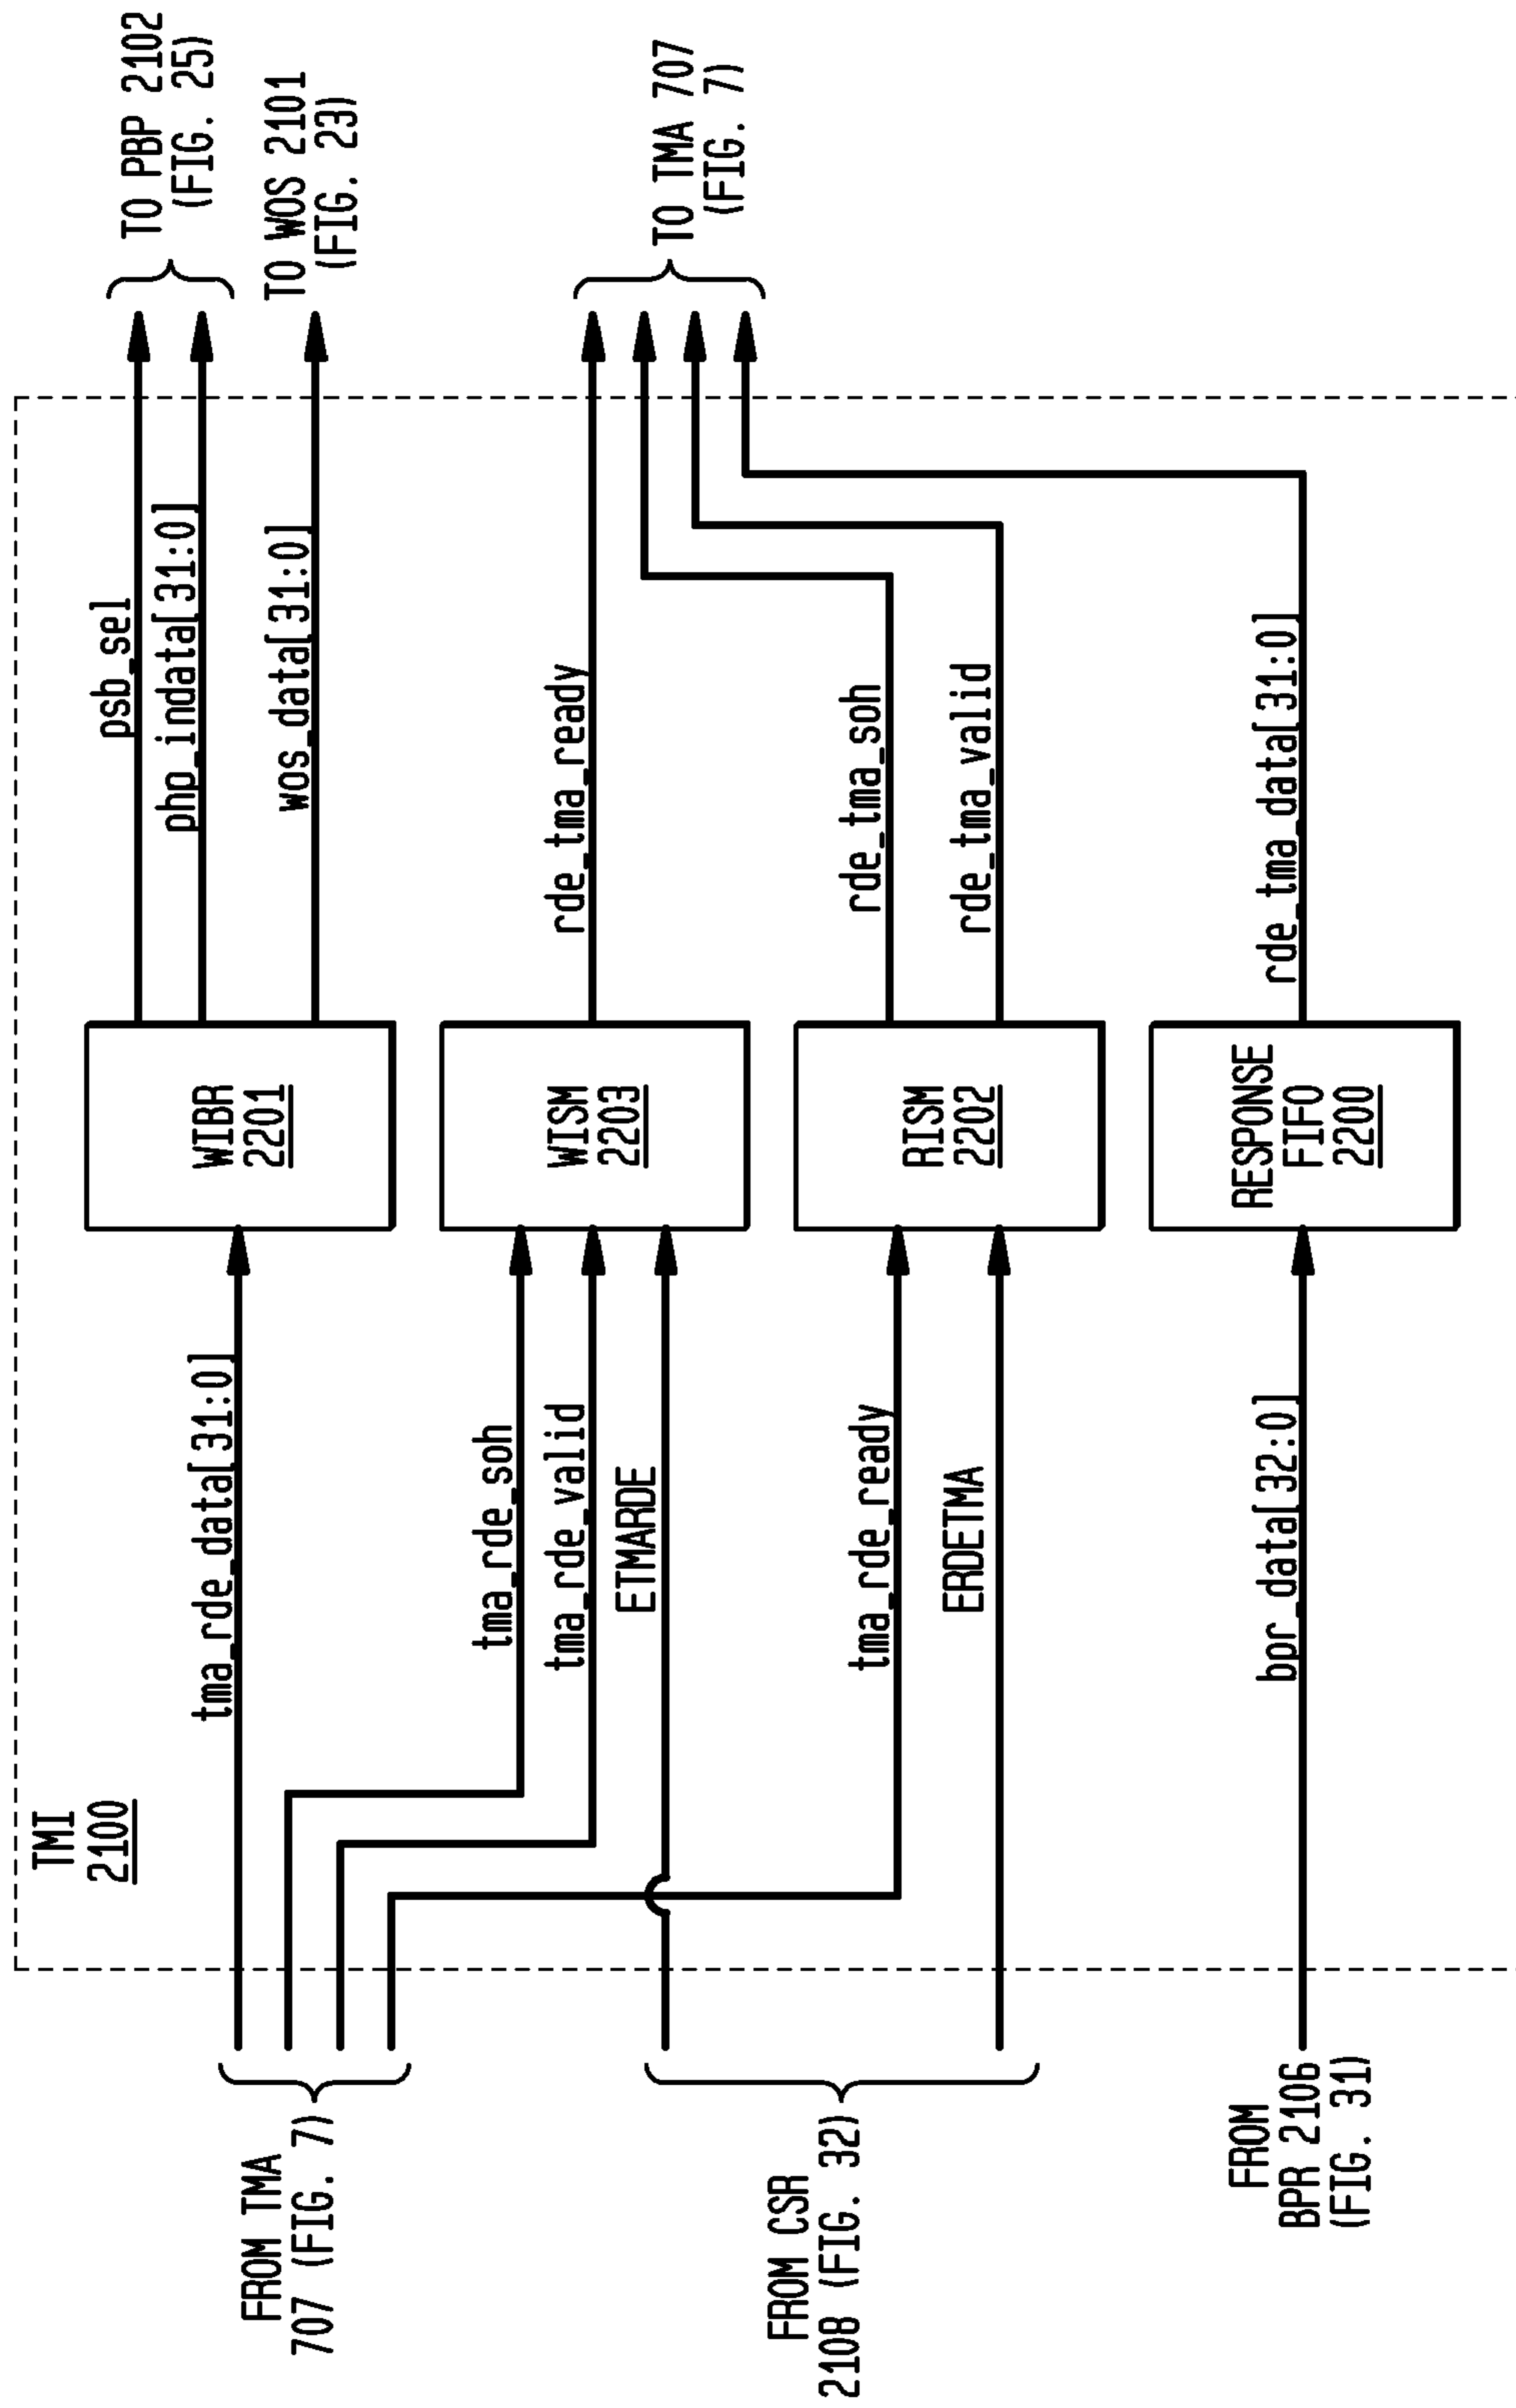 TMI
2100
FROM TMA
707 (FIG. 7)
FROM CSR
2108 (FIG. 32)
FROM
BPR 2106
(FIG. 31)
tma_rde_data[31:0]
tma_rde_soh
tma_rde_valid
ETMARDE
tma_rde_ready
ERDETMA
bpr_data[32:0]
WIBR
2201
WISM
2203
RISM
2202
RESPONSE
FIFO
2200
psb_sel
php_indata[31:0]
wos_data[31:0]
rde_tma_ready
rde_tma_soh
rde_tma_valid
rde_tma_data[31:0]
TO PBP 2102
(FIG. 25)
TO WOS 2101
(FIG. 23)
TO TMA 707
(FIG. 7)